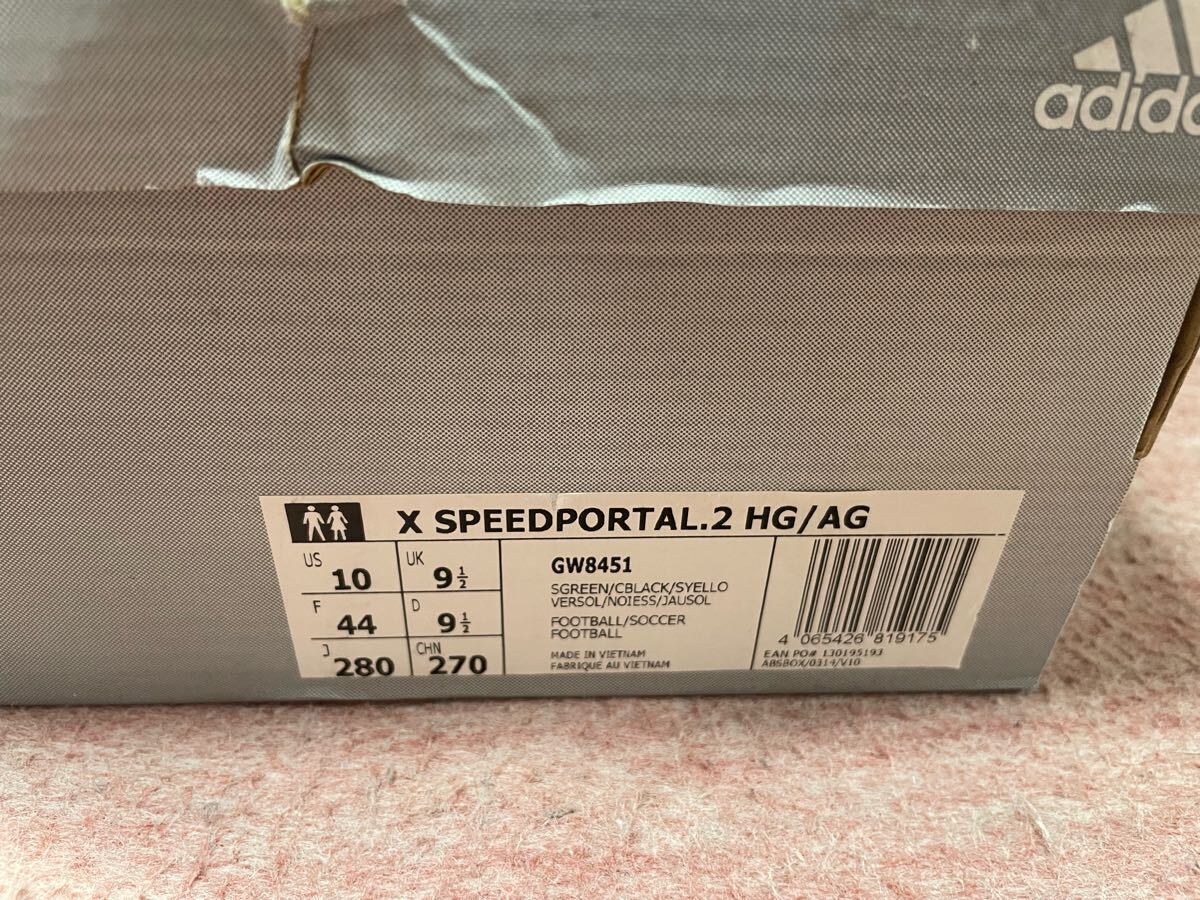 adidas
X SPEEDPORTAL.2 HG/AG
US 10 UK 9½
F 44 D 9½
J 280 CHN 270
GW8451
SGREEN/CBLACK/SYELLO
VERSOL/NOIESS/JAUSOL
FOOTBALL/SOCCER
FOOTBALL
MADE IN VIETNAM
FABRIQUE AU VIETNAM
4 065426 819175
EAN PO# 130195193
ABSBOX/0314/V10